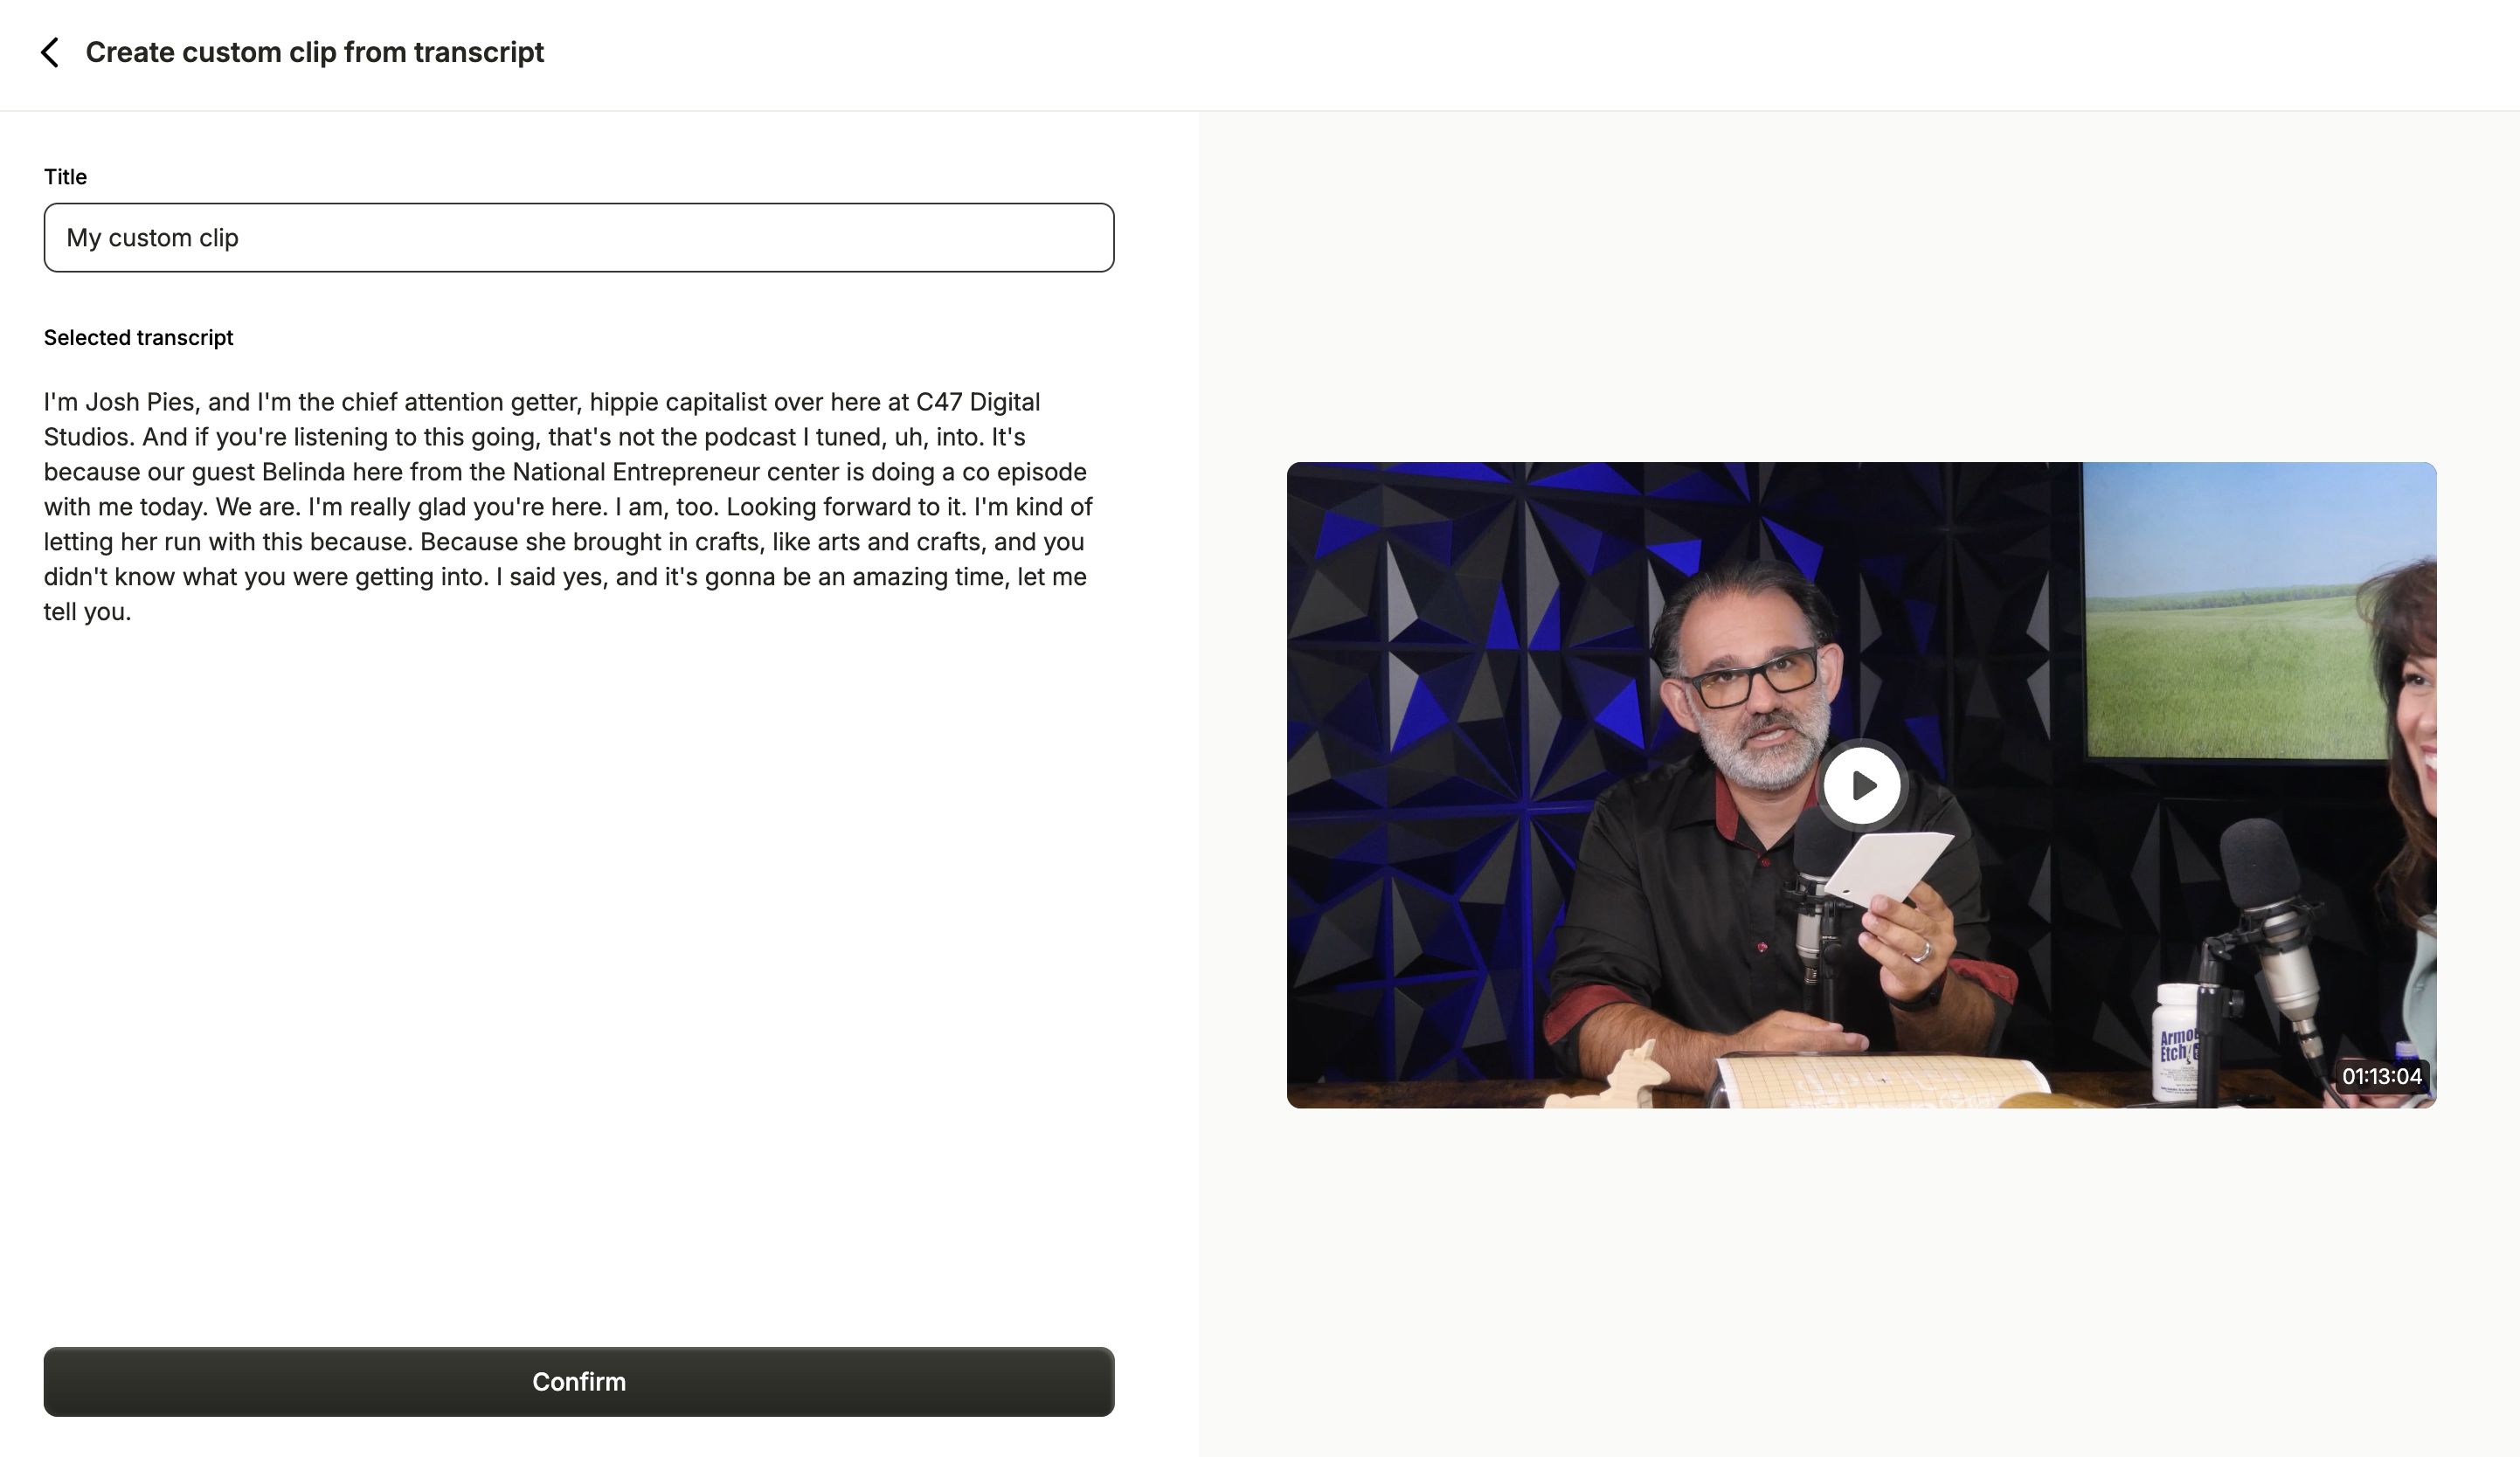 Create custom clip from transcript
Title
My custom clip
Selected transcript
I'm Josh Pies, and I'm the chief attention getter, hippie capitalist over here at C47 Digital
Studios. And if you're listening to this going, that's not the podcast I tuned, uh, into. It's
because our guest Belinda here from the National Entrepreneur center is doing a co episode
with me today. We are. I'm really glad you're here. I am, too. Looking forward to it. I'm kind of
letting her run with this because. Because she brought in crafts, like arts and crafts, and you
didn't know what you were getting into. I said yes, and it's gonna be an amazing time, let me
tell you.
Confirm
Etch
01:13:04